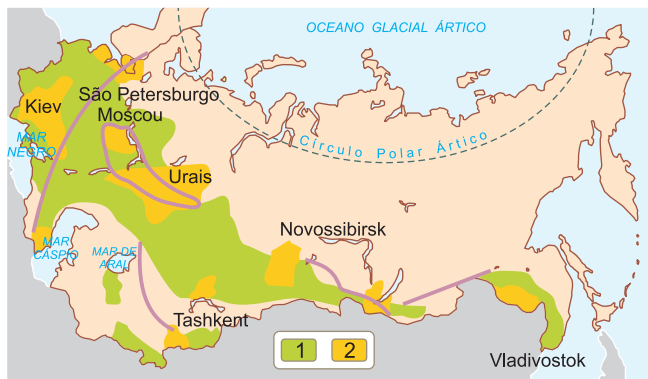 OCEANO GLACIAL ÁRTICO
São Petersburgo
Kiev
Moscou
MAR
NEGRO
Círculo Polar Ártico
Urais
Novossibirsk
MAR
CÁSPIO
MAR DE
ARAL
Tashkent
1
2
Vladivostok